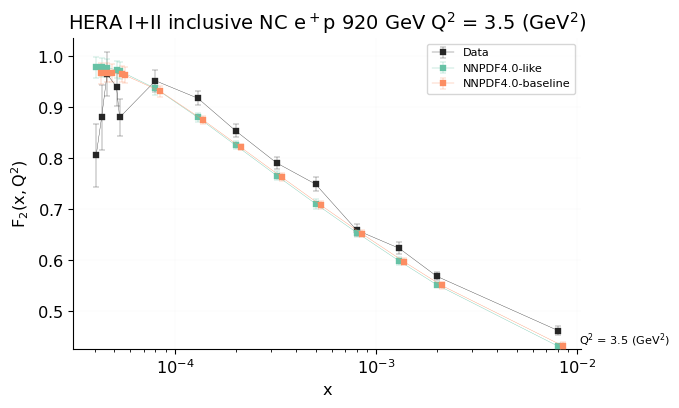 HERA I+II inclusive NC e⁺p 920 GeV Q² = 3.5 (GeV²)
Data
NNPDF4.0-like
NNPDF4.0-baseline
F₂(x, Q²)
1.0
0.9
0.8
0.7
0.6
0.5
Q² = 3.5 (GeV²)
10⁻⁴
10⁻³
10⁻²
x